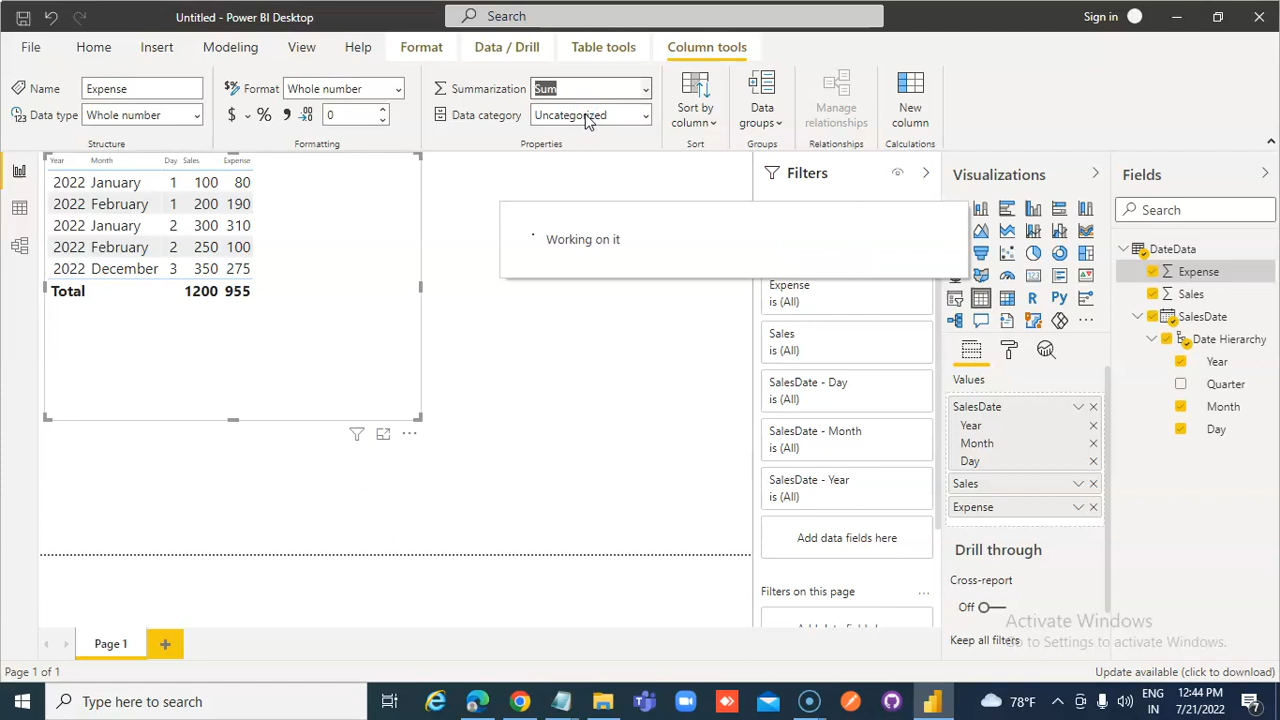 Untitled - Power BI Desktop
Search
Sign in
File
Home
Insert
Modeling
View
Help
Format
Data / Drill
Table tools
Column tools
Name
Expense
Format
Whole number
Summarization
Sum
Data type
Whole number
$
%
0
Data category
Uncategorized
Sort by column
Data groups
Manage relationships
New column
Structure
Formatting
Properties
Sort
Groups
Relationships
Calculations
Year Month Day Sales Expense
2022 January 1 100 80
2022 February 1 200 190
2022 January 2 300 310
2022 February 2 250 100
2022 December 3 350 275
Total 1200 955
Working on it
Filters
Expense
is (All)
Sales
is (All)
SalesDate - Day
is (All)
SalesDate - Month
is (All)
SalesDate - Year
is (All)
Add data fields here
Filters on this page
Visualizations
R
Py
Values
SalesDate
Year
Month
Day
Sales
Expense
Drill through
Cross-report
Off
Keep all filters
Fields
Search
DateData
Expense
Sales
SalesDate
Date Hierarchy
Year
Quarter
Month
Day
Activate Windows
Go to Settings to activate Windows.
Page 1
Page 1 of 1
Update available (click to download)
Type here to search
78°F
ENG
IN
12:44 PM
7/21/2022
7